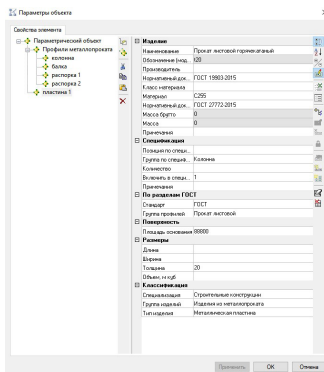 Параметры объекта
Свойства элемента
Параметрический объект
Профили металлопроката
колонна
балка
распорка 1
распорка 2
пластина 1
Изделия
Наименование Прокат листовой горячекатаный
Обозначение (мод... t20
Производитель
Нормативный док... ГОСТ 19903-2015
Класс материала
Материал С255
Нормативный док... ГОСТ 27772-2015
Масса брутто 0
Масса 0
Примечания
Спецификация
Позиция по специ...
Группа по специф... Колонна
Количество
Включить в специ... 1
Примечания
По разделам ГОСТ
Стандарт ГОСТ
Группа профилей Прокат листовой
Поверхность
Площадь основания 88800
Размеры
Длина
Ширина
Толщина 20
Объем, м куб
Классификация
Специализация Строительные конструкции
Группа изделий Изделия из металлопроката
Тип изделия Металлическая пластина
Применить ОК Отмена